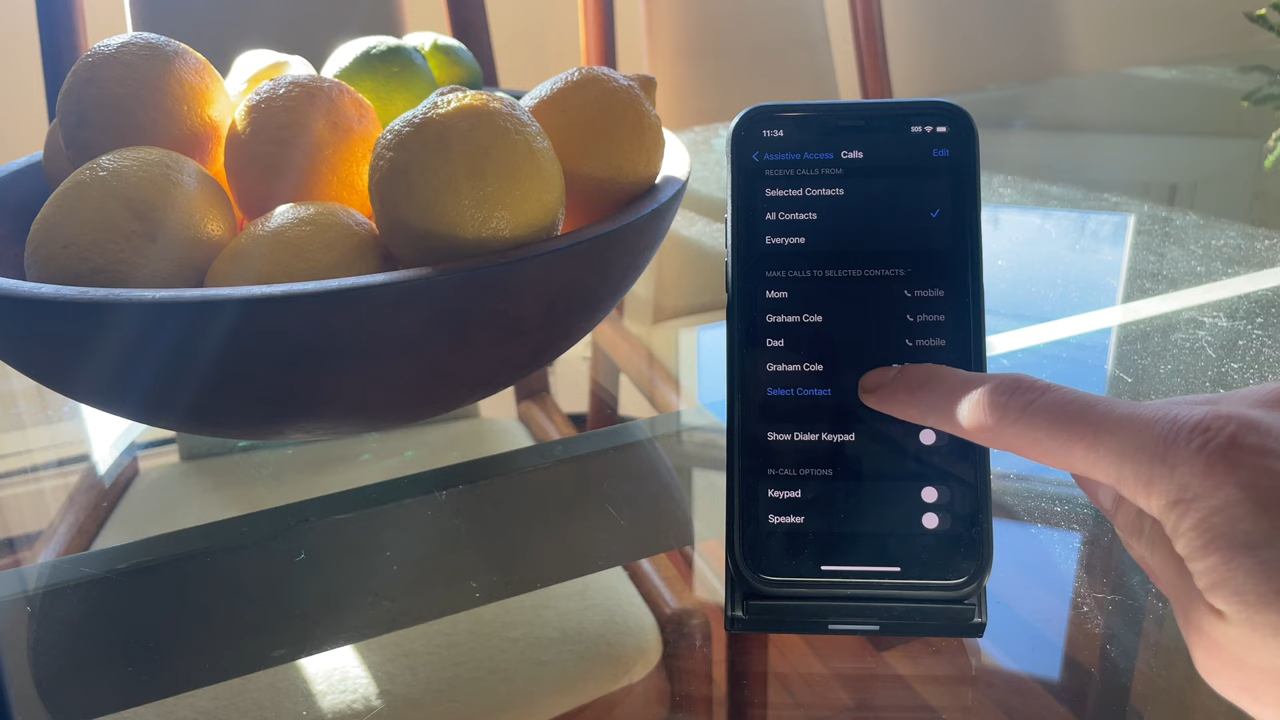 11:34 SOS
Assistive Access Calls Edit
RECEIVE CALLS FROM:
Selected Contacts
All Contacts
Everyone
MAKE CALLS TO SELECTED CONTACTS:
Mom mobile
Graham Cole phone
Dad mobile
Graham Cole
Select Contact
Show Dialer Keypad
IN-CALL OPTIONS
Keypad
Speaker